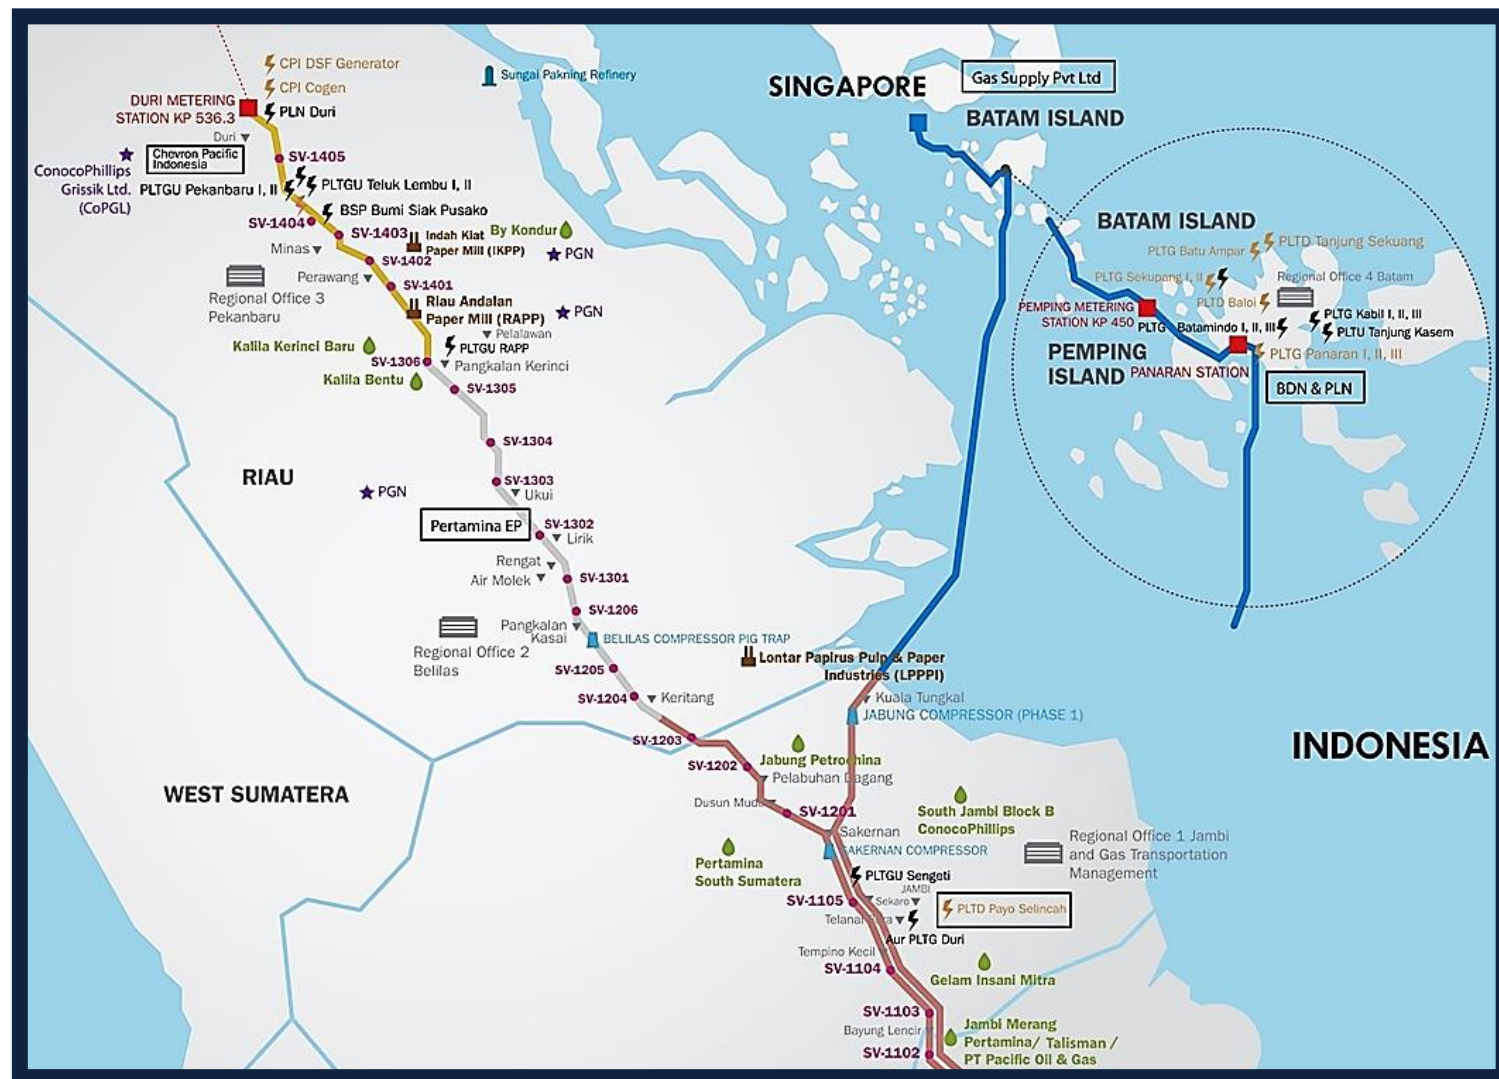 CPI DSF Generator
CPI Cogen
DURI METERING
STATION KP 536.3
PLN Duri
Duri
SV-1405
Chevron Pacific
Indonesia
ConocoPhillips
Grissik Ltd.
(CoPGL)
PLTGU Pekanbaru I, II
PLTGU Teluk Lembu I, II
BSP Bumi Siak Pusako
SV-1404
SV-1403
Minas
SV-1402
Perawang
SV-1401
Indah Kiat
Paper Mill (IKPP)
By Kondur
PGN
Regional Office 3
Pekanbaru
Riau Andalan
Paper Mill (RAPP)
PGN
Pelalawan
PLTGU RAPP
Kalila Kerinci Baru
SV-1306
Pangkalan Kerinci
Kalila Bentu
SV-1305
SV-1304
RIAU
SV-1303
PGN
Ukui
Pertamina EP
SV-1302
Lirik
Rengat
Air Molek
SV-1301
SV-1206
Pangkalan
Kasai
BELILAS COMPRESSOR PIG TRAP
Regional Office 2
Belilas
SV-1205
SV-1204
Keritang
SV-1203
SV-1202
Sungai Pakning Refinery
SINGAPORE
Gas Supply Pvt Ltd
BATAM ISLAND
BATAM ISLAND
PLTG Batu Ampar
PLTD Tanjung Sekuang
PLTG Sekupang I, II
Regional Office 4 Batam
PLTD Baloi
PEMPING METERING
STATION KP 450
PLTG Batamindo I, II, III
PLTG Kabil I, II, III
PLTU Tanjung Kasem
PEMPING
ISLAND
PANARAN STATION
PLTG Panaran I, II, III
BDN & PLN
Lontar Papirus Pulp & Paper
Industries (LPPPI)
Kuala Tungkal
JABUNG COMPRESSOR (PHASE 1)
INDONESIA
Jabung Petrochina
Pelabuhan Dagang
WEST SUMATERA
Dusun Muda
SV-1201
South Jambi Block B
ConocoPhillips
Sakernan
SAKERNAN COMPRESSOR
Regional Office 1 Jambi
and Gas Transportation
Management
Pertamina
South Sumatera
PLTGU Sengeti
JAMBI
SV-1105
Sekaro
PLTD Payo Selincah
Aur PLTG Duri
Tempino Kecil
SV-1104
Gelam Insani Mitra
SV-1103
Bayung Lencir
SV-1102
Jambi Merang
Pertamina/ Talisman /
PT Pacific Oil & Gas